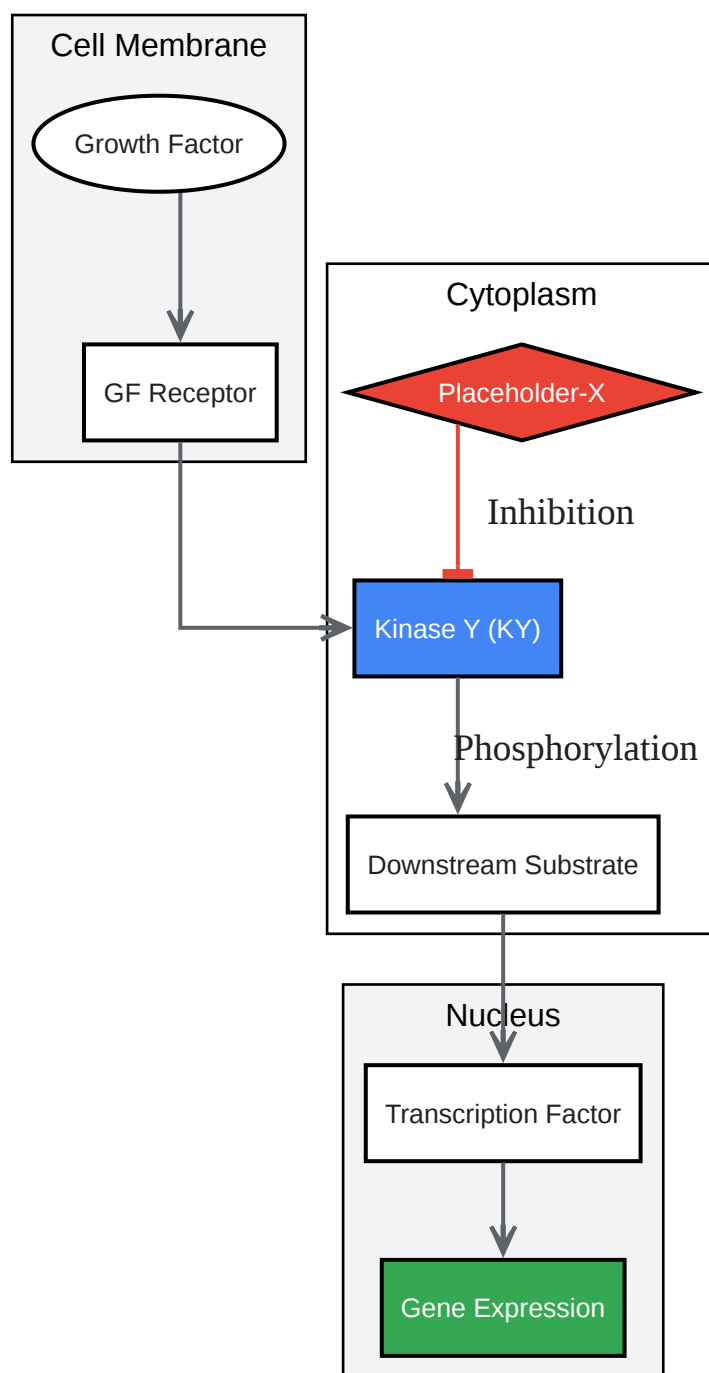 Cell Membrane
Growth Factor
GF Receptor
Cytoplasm
Placeholder-X
Inhibition
Kinase Y (KY)
Phosphorylation
Downstream Substrate
Nucleus
Transcription Factor
Gene Expression